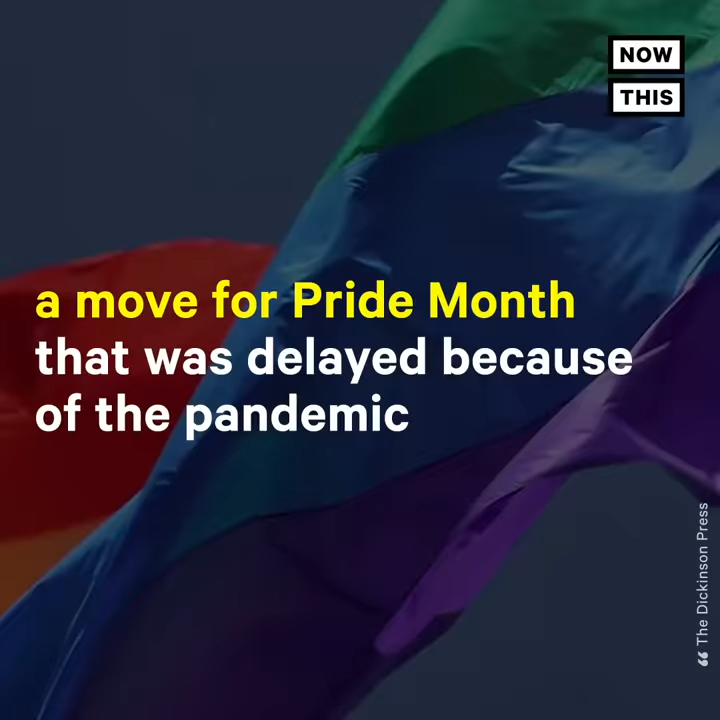 NOW
THIS
a move for Pride Month
that was delayed because
of the pandemic
“ The Dickinson Press